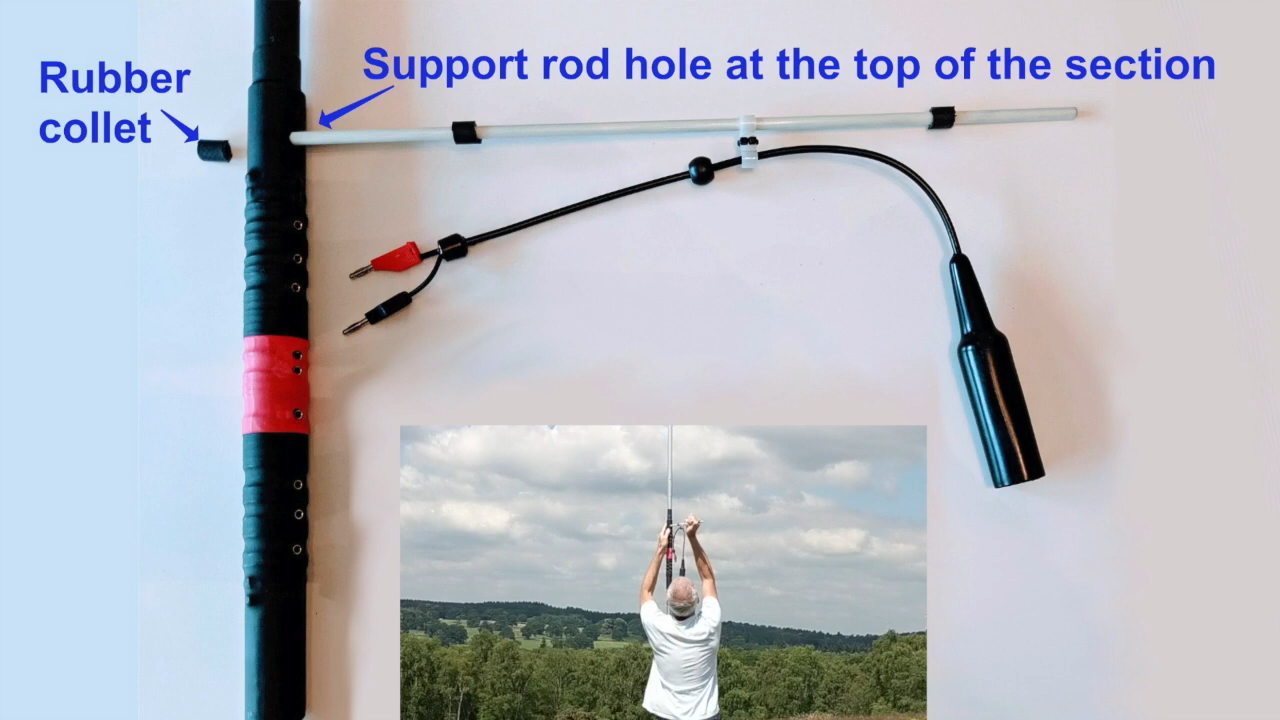 Rubber
collet
Support rod hole at the top of the section